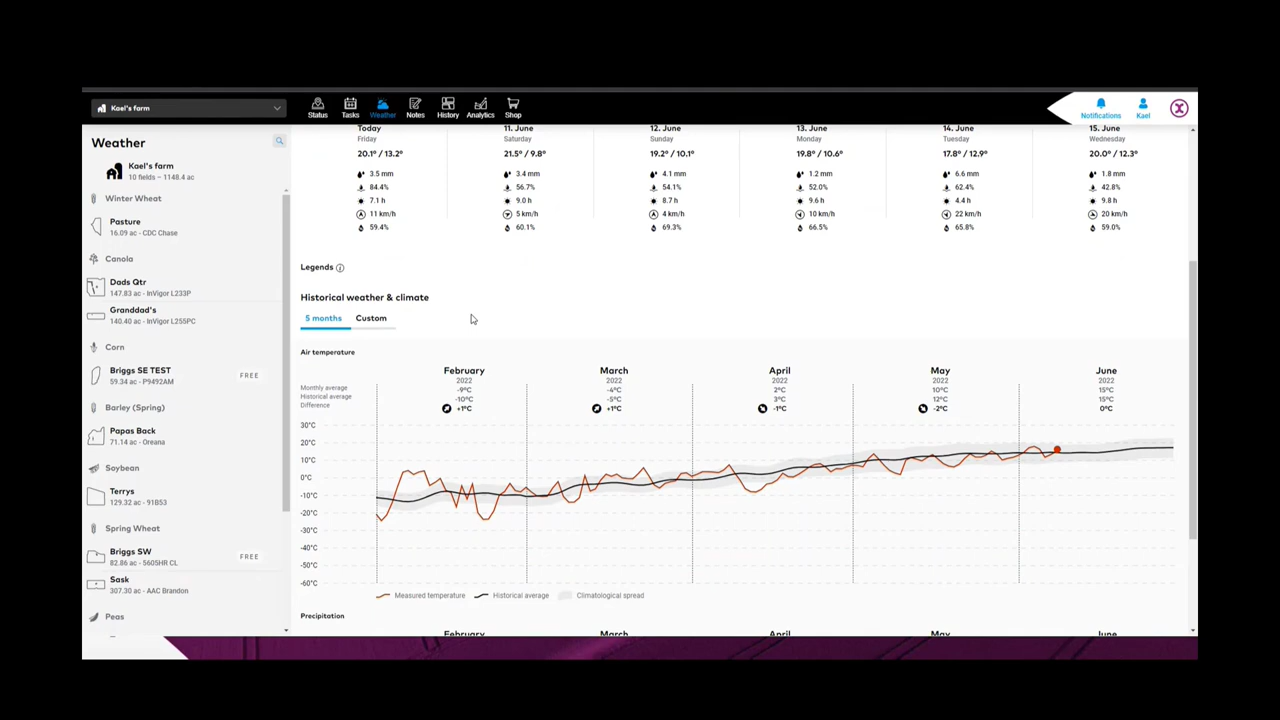 Kael's farm
Status
Tasks
Weather
Notes
History
Analytics
Shop
Notifications
Kael
Weather
Kael's farm
10 fields – 1148.4 ac
Winter Wheat
Pasture
16.09 ac - CDC Chase
Canola
Dads Qtr
147.83 ac - InVigor L233P
Granddad's
140.40 ac - InVigor L255PC
Corn
Briggs SE TEST
59.34 ac - P9492AM
FREE
Barley (Spring)
Papas Back
71.14 ac - Oreana
Soybean
Terrys
129.32 ac - 91B53
Spring Wheat
Briggs SW
82.86 ac - 5605HR CL
FREE
Sask
307.30 ac - AAC Brandon
Peas
Today 11. June 12. June 13. June 14. June 15. June
Friday Saturday Sunday Monday Tuesday Wednesday
20.1° / 13.2° 21.5° / 9.8° 19.2° / 10.1° 19.8° / 10.6° 17.8° / 12.9° 20.0° / 12.3°
3.5 mm 3.4 mm 4.1 mm 1.2 mm 6.6 mm 1.8 mm
84.4% 56.7% 54.1% 52.0% 62.4% 42.8%
7.1 h 9.0 h 8.7 h 9.6 h 4.4 h 9.8 h
11 km/h 5 km/h 4 km/h 10 km/h 22 km/h 20 km/h
59.4% 60.1% 69.3% 66.5% 65.8% 59.0%
Legends
Historical weather & climate
5 months Custom
Air temperature
February March April May June
2022 2022 2022 2022 2022
Monthly average -9°C -4°C 2°C 10°C 15°C
Historical average -10°C -5°C 3°C 12°C 15°C
Difference +1°C +1°C -1°C -2°C 0°C
30°C
20°C
10°C
0°C
-10°C
-20°C
-30°C
-40°C
-50°C
-60°C
Measured temperature Historical average Climatological spread
Precipitation
February March April May June